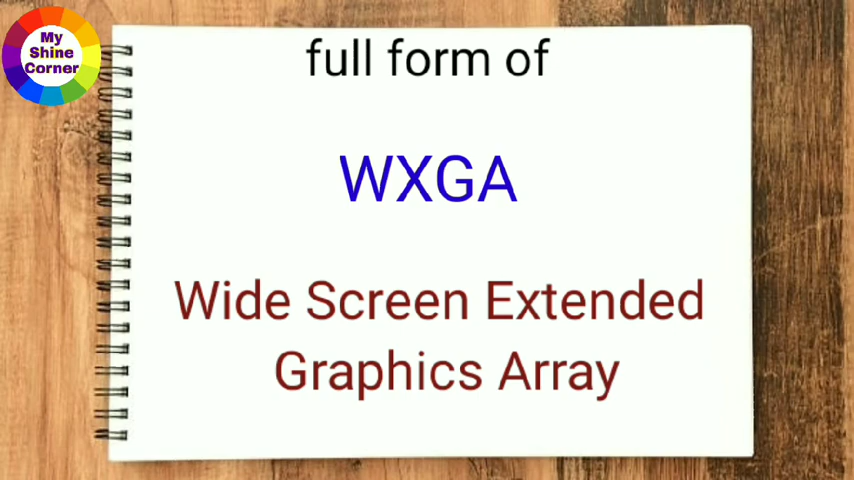 My
Shine
Corner
full form of
WXGA
Wide Screen Extended
Graphics Array